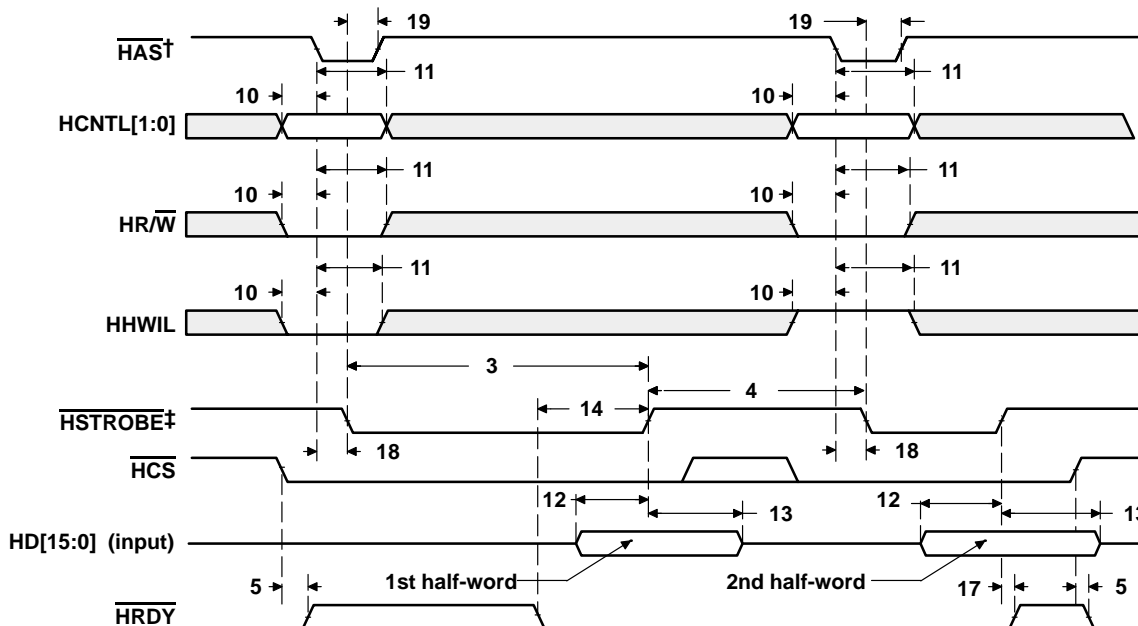 19 19
HAS†
11 11
10 10
HCNTL[1:0]
11 11
10 10
HR/W
11 11
10 10
HHWIL
3
4
14
HSTROBE‡
18 18
HCS
12 12
13 13
HD[15:0] (input)
1st half-word 2nd half-word
5 17 5
HRDY